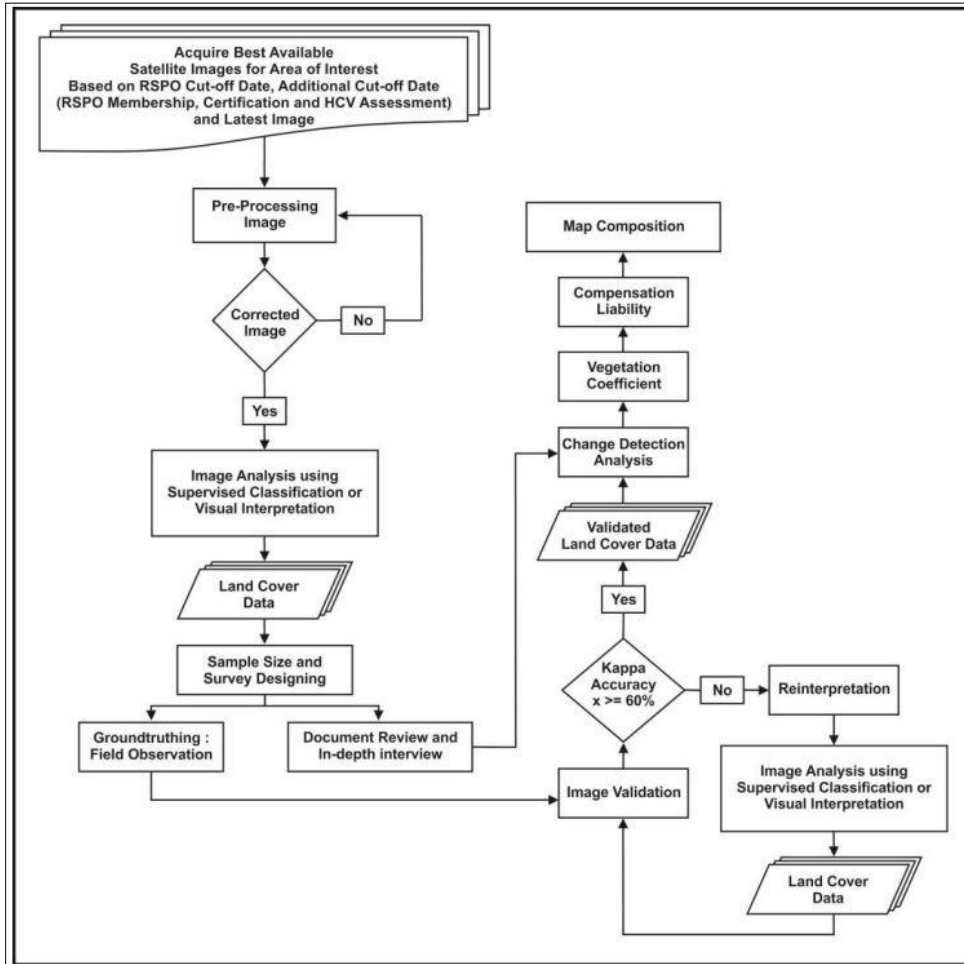 Acquire Best Available
Satellite Images for Area of Interest
Based on RSPO Cut-off Date, Additional Cut-off Date
(RSPO Membership, Certification and HCV Assessment)
and Latest Image
Pre-Processing
Image
Corrected
Image
No
Yes
Image Analysis using
Supervised Classification or
Visual Interpretation
Land Cover
Data
Sample Size and
Survey Designing
Groundtruthing :
Field Observation
Document Review and
In-depth interview
Map Composition
Compensation
Liability
Vegetation
Coefficient
Change Detection
Analysis
Validated
Land Cover Data
Yes
Kappa
Accuracy
x >= 60%
No
Reinterpretation
Image Validation
Image Analysis using
Supervised Classification or
Visual Interpretation
Land Cover
Data